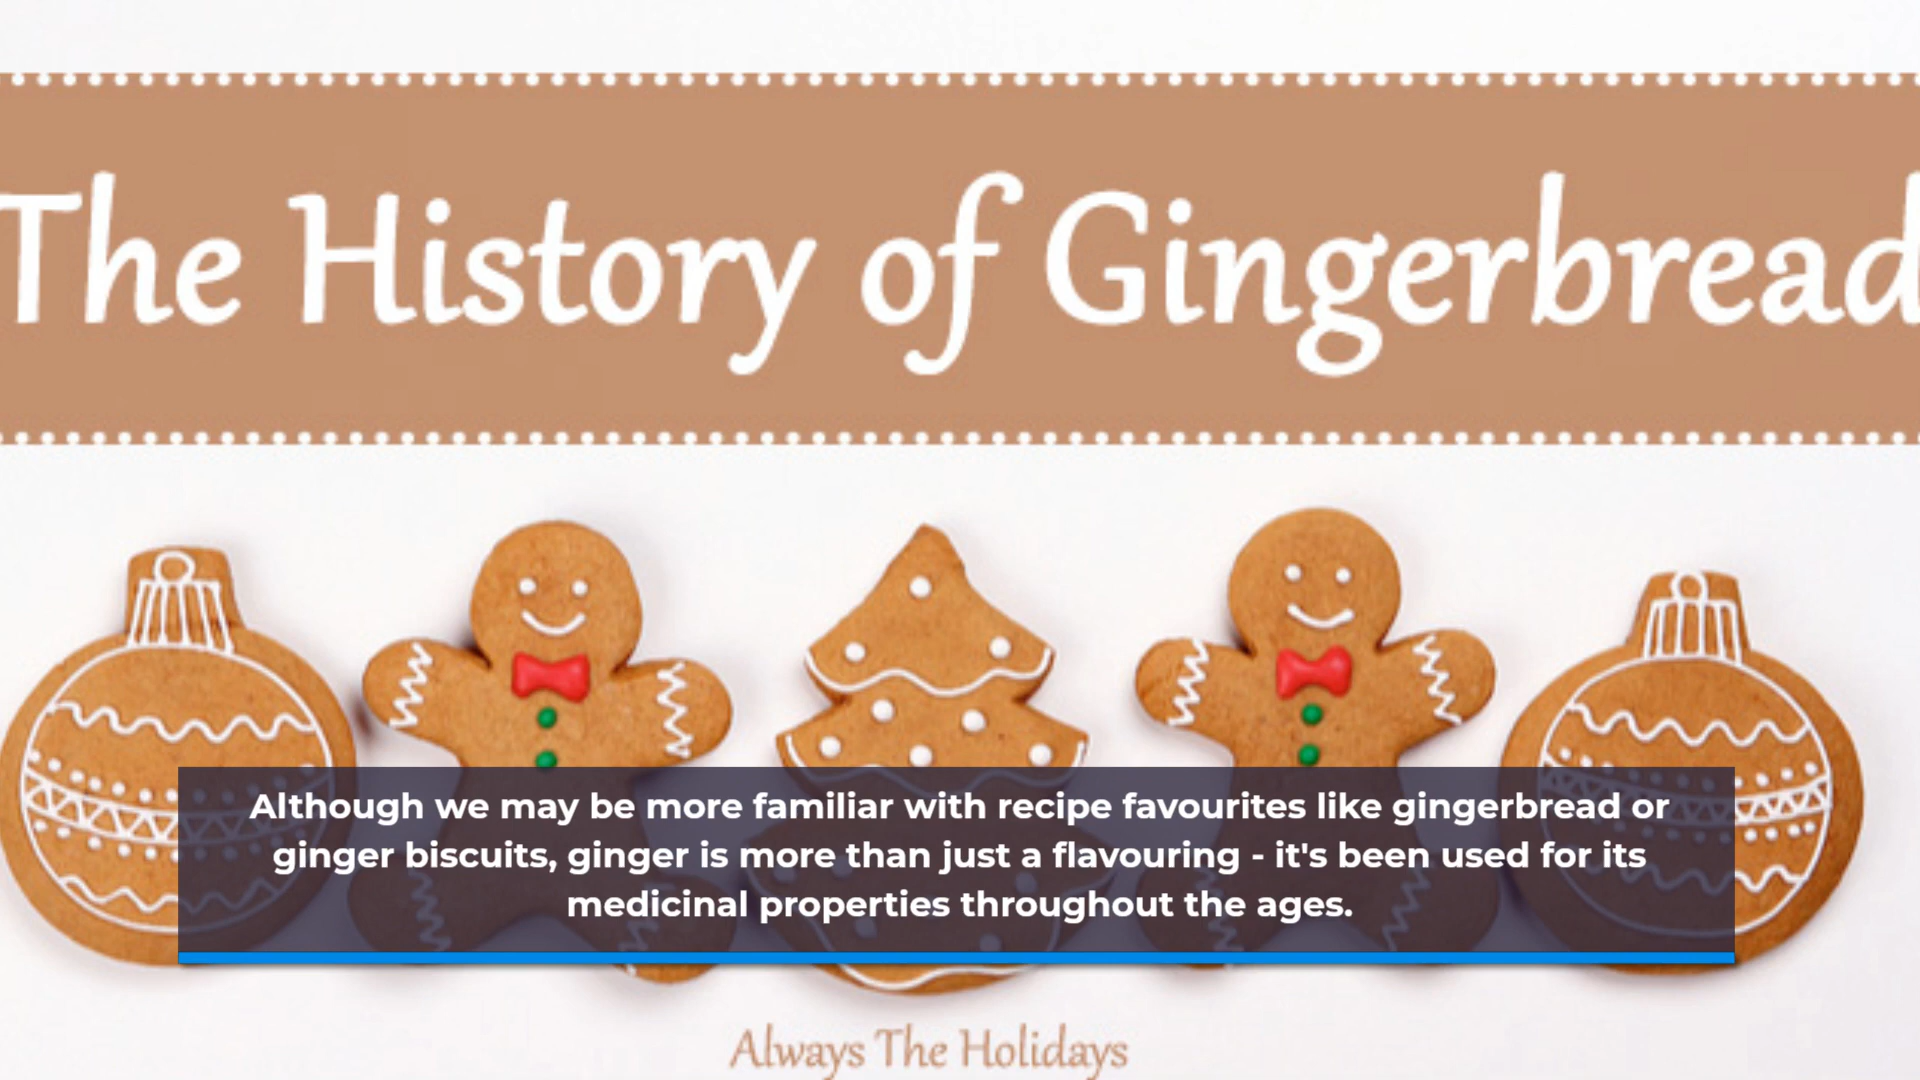 The History of Gingerbread
Although we may be more familiar with recipe favourites like gingerbread or
ginger biscuits, ginger is more than just a flavouring - it's been used for its
medicinal properties throughout the ages.
Always The Holidays